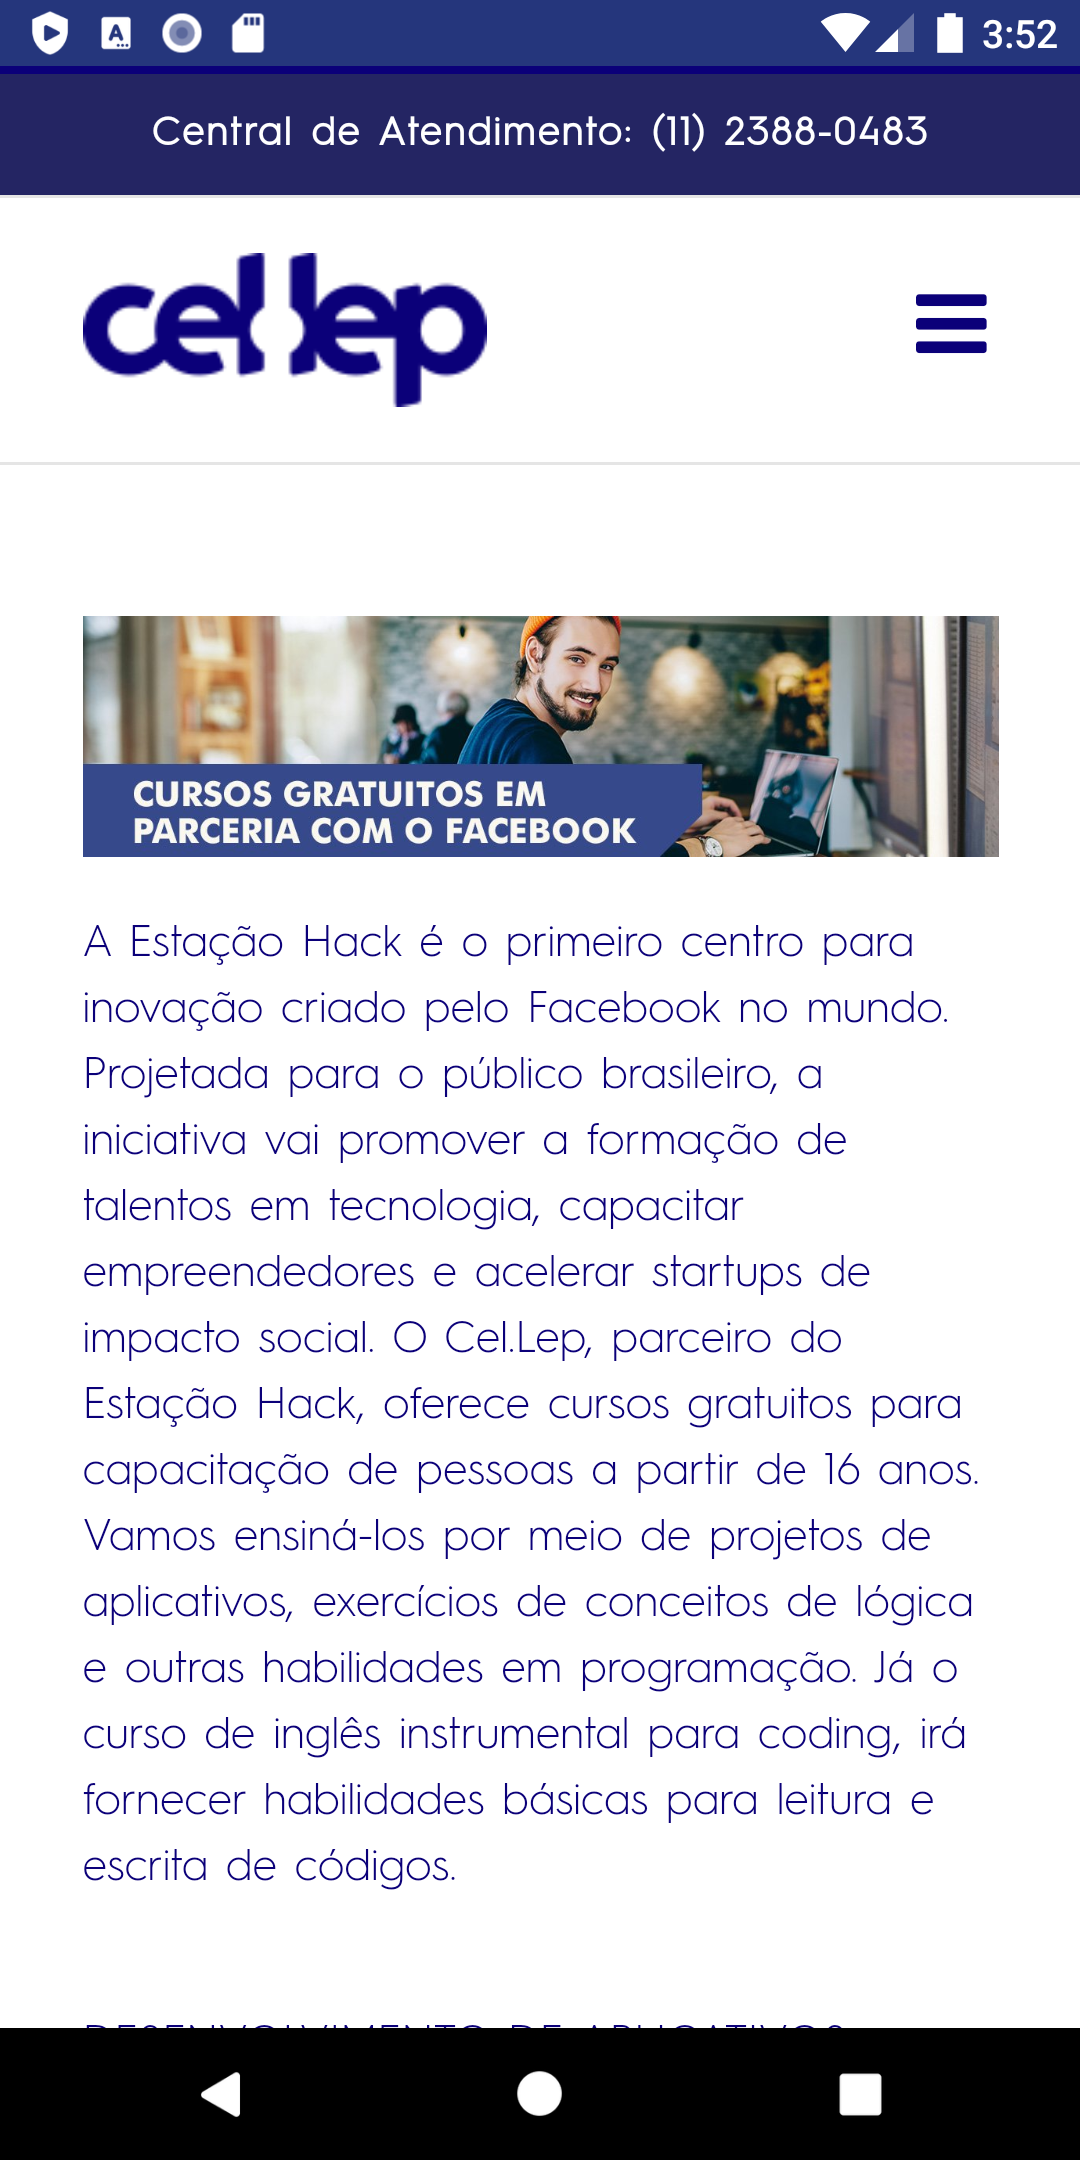 3:52
Central de Atendimento: (11) 2388-0483
cel.lep
CURSOS GRATUITOS EM
PARCERIA COM O FACEBOOK
A Estação Hack é o primeiro centro para
inovação criado pelo Facebook no mundo.
Projetada para o público brasileiro, a
iniciativa vai promover a formação de
talentos em tecnologia, capacitar
empreendedores e acelerar startups de
impacto social. O Cel.Lep, parceiro do
Estação Hack, oferece cursos gratuitos para
capacitação de pessoas a partir de 16 anos.
Vamos ensiná-los por meio de projetos de
aplicativos, exercícios de conceitos de lógica
e outras habilidades em programação. Já o
curso de inglês instrumental para coding, irá
fornecer habilidades básicas para leitura e
escrita de códigos.
DESENVOLVIMENTO DE APLICATIVOS